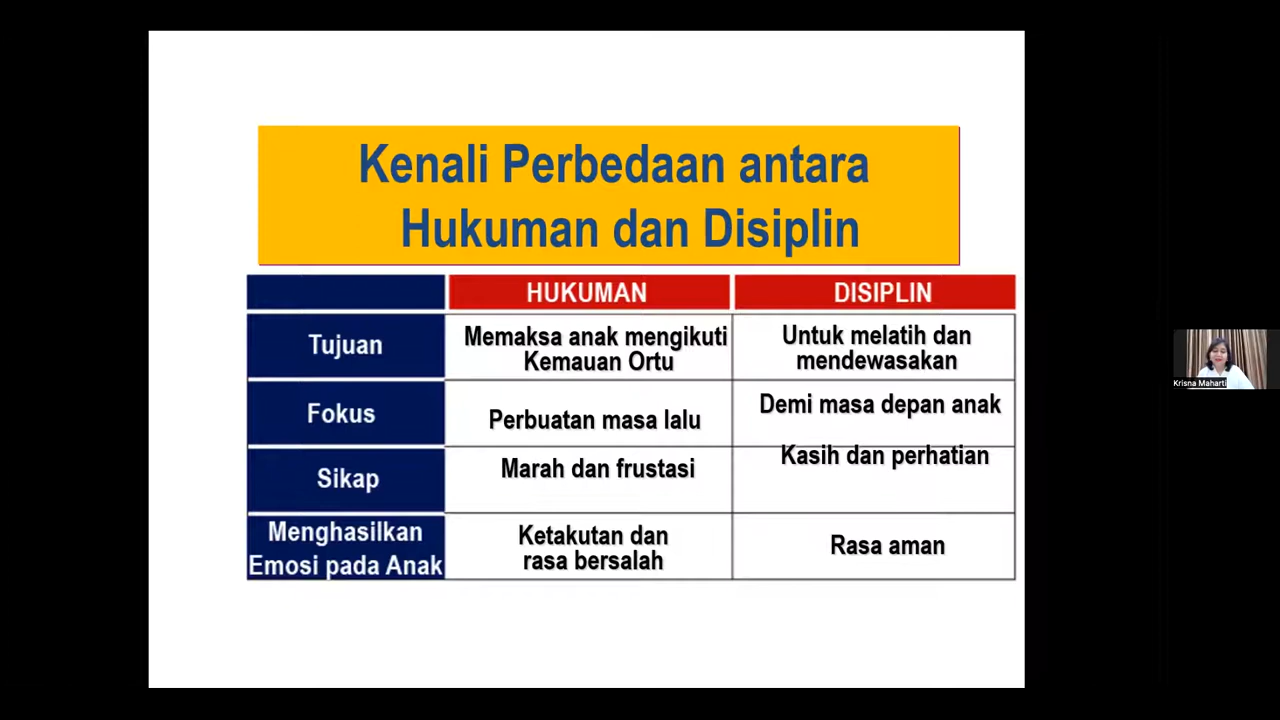 Kenali Perbedaan antara
Hukuman dan Disiplin
HUKUMAN
DISIPLIN
Tujuan
Memaksa anak mengikuti
Kemauan Ortu
Untuk melatih dan
mendewasakan
Fokus
Perbuatan masa lalu
Demi masa depan anak
Sikap
Marah dan frustasi
Kasih dan perhatian
Menghasilkan
Emosi pada Anak
Ketakutan dan
rasa bersalah
Rasa aman
Krisna Maharti